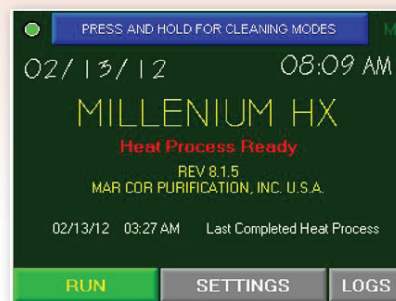 PRESS AND HOLD FOR CLEANING MODES M
02/13/12 08:09 AM
MILLENIUM HX
Heat Process Ready
REV 8.1.5
MAR COR PURIFICATION, INC. U.S.A.
02/13/12 03:27 AM Last Completed Heat Process
RUN SETTINGS LOGS